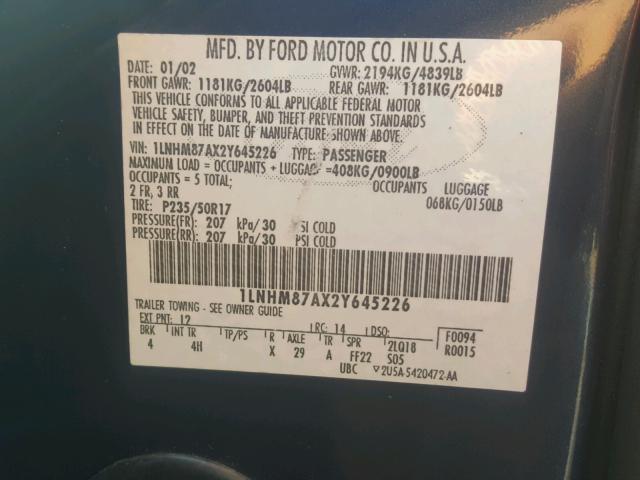 MFD. BY FORD MOTOR CO. IN U.S.A.
DATE: 01/02 GVWR: 2194KG/4839LB
FRONT GAWR: 1181KG/2604LB REAR GAWR: 1181KG/2604LB
THIS VEHICLE CONFORMS TO ALL APPLICABLE FEDERAL MOTOR
VEHICLE SAFETY, BUMPER, AND THEFT PREVENTION STANDARDS
IN EFFECT ON THE DATE OF MANUFACTURE SHOWN ABOVE.
VIN: 1LNHM87AX2Y645226 TYPE: PASSENGER
MAXIMUM LOAD = OCCUPANTS + LUGGAGE =408KG/0900LB
OCCUPANTS = 5 TOTAL; OCCUPANTS LUGGAGE
2 FR, 3 RR 068KG/0150LB
TIRE: P235/50R17
PRESSURE(FR): 207 kPa/30 PSI COLD
PRESSURE(RR): 207 kPa/30 PSI COLD
1LNHM87AX2Y645226
TRAILER TOWING - SEE OWNER GUIDE
EXT PNT: 12 RC: 14 DSO: F0094
BRK INT TR TP/PS R AXLE TR SPR 2LQ18 R0015
4 4H X 29 A FF22 S05
UBC ▽2U5A-5420472-AA